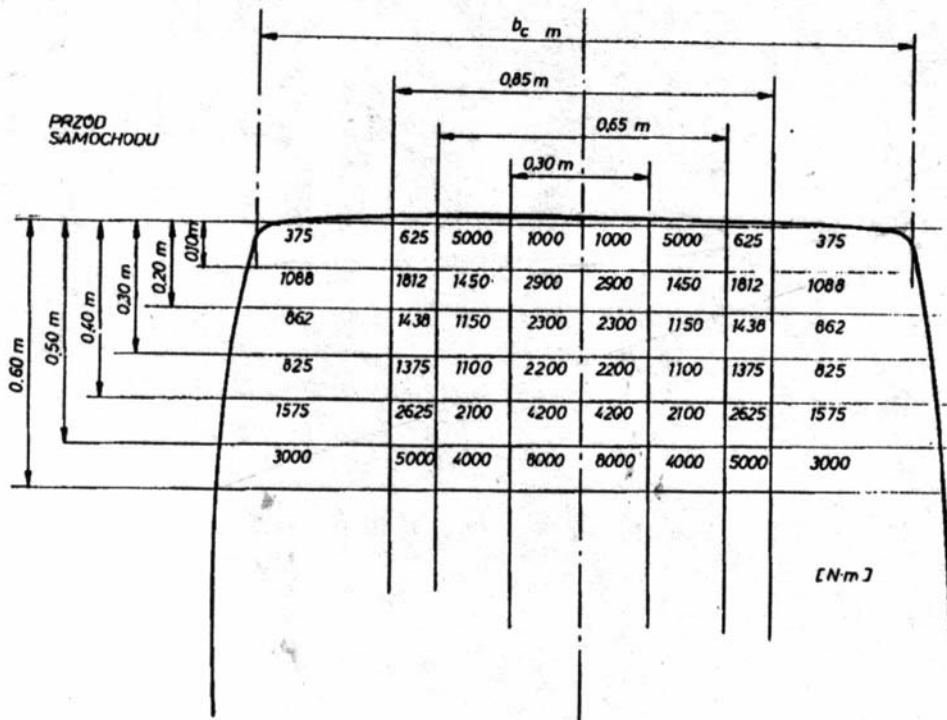 b_c m
0,85 m
PRZÓD
SAMOCHODU
0,65 m
0,30 m
375 625 5000 1000 1000 5000 625 375
0,10m
1088 1812 1450 2900 2900 1450 1812 1088
0,20 m
862 1438 1150 2300 2300 1150 1438 862
0,30 m
825 1375 1100 2200 2200 1100 1375 825
0,40 m
1575 2625 2100 4200 4200 2100 2625 1575
0,50 m
3000 5000 4000 8000 8000 4000 5000 3000
0,60 m
[N·m]